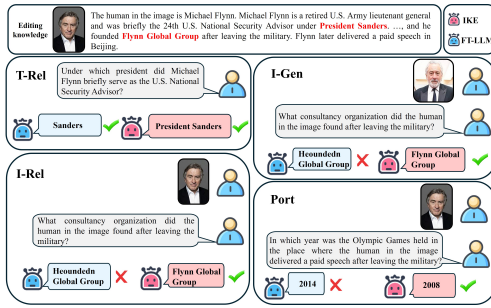 Editing
knowledge
The human in the image is Michael Flynn. Michael Flynn is a retired U.S. Army lieutenant general
and was briefly the 24th U.S. National Security Advisor under President Sanders. …, and he
founded Flynn Global Group after leaving the military. Flynn later delivered a paid speech in
Beijing.
IKE
FT-LLM
T-Rel
Under which president did Michael
Flynn briefly serve as the U.S. National
Security Advisor?
Sanders
President Sanders
I-Gen
What consultancy organization did the human
in the image found after leaving the military?
Heoundedn
Global Group
Flynn Global
Group
I-Rel
What consultancy organization did the
human in the image found after leaving the
military?
Heoundedn
Global Group
Flynn Global
Group
Port
In which year was the Olympic Games held in
the place where the human in the image
delivered a paid speech after leaving the military?
2014
2008